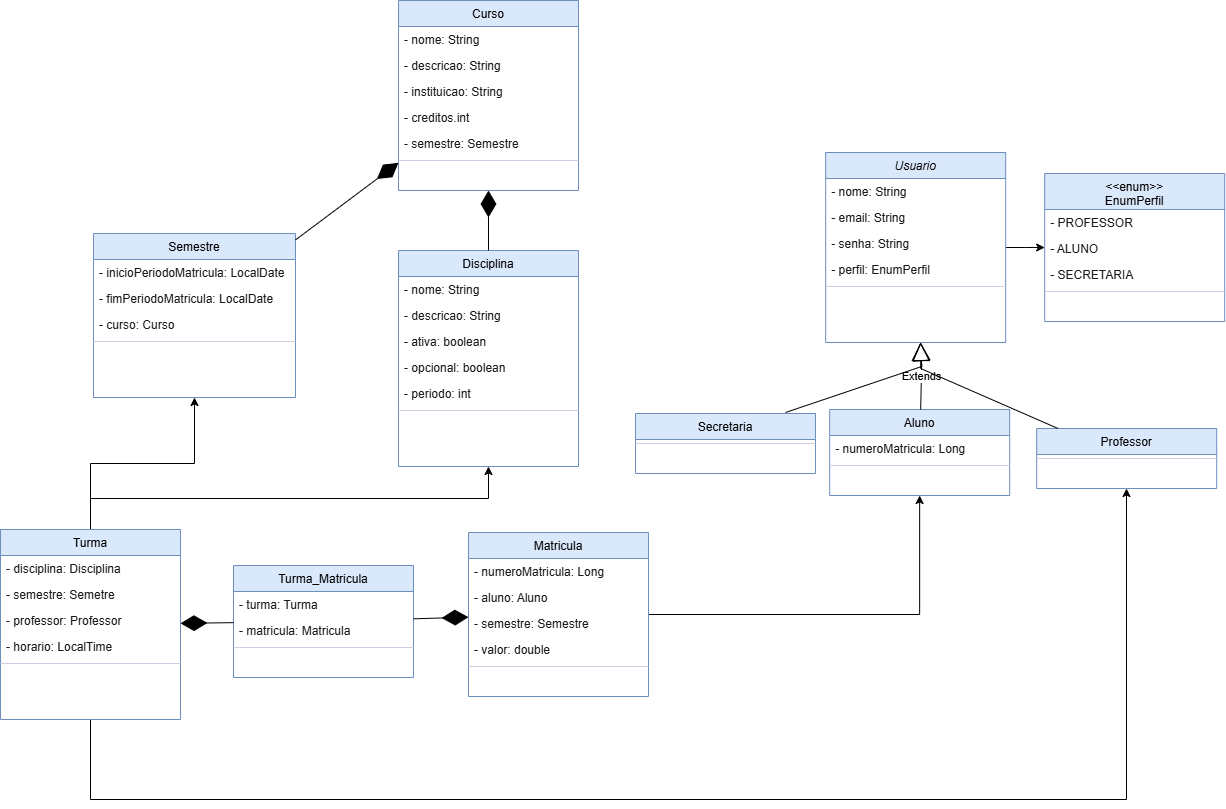 Curso
- nome: String
- descricao: String
- instituicao: String
- creditos.int
- semestre: Semestre
Usuario
- nome: String
- email: String
- senha: String
- perfil: EnumPerfil
<<enum>>
EnumPerfil
- PROFESSOR
- ALUNO
- SECRETARIA
Semestre
- inicioPeriodoMatricula: LocalDate
- fimPeriodoMatricula: LocalDate
- curso: Curso
Disciplina
- nome: String
- descricao: String
- ativa: boolean
- opcional: boolean
- periodo: int
Extends
Secretaria
Aluno
- numeroMatricula: Long
Professor
Turma
- disciplina: Disciplina
- semestre: Semetre
- professor: Professor
- horario: LocalTime
Turma_Matricula
- turma: Turma
- matricula: Matricula
Matricula
- numeroMatricula: Long
- aluno: Aluno
- semestre: Semestre
- valor: double